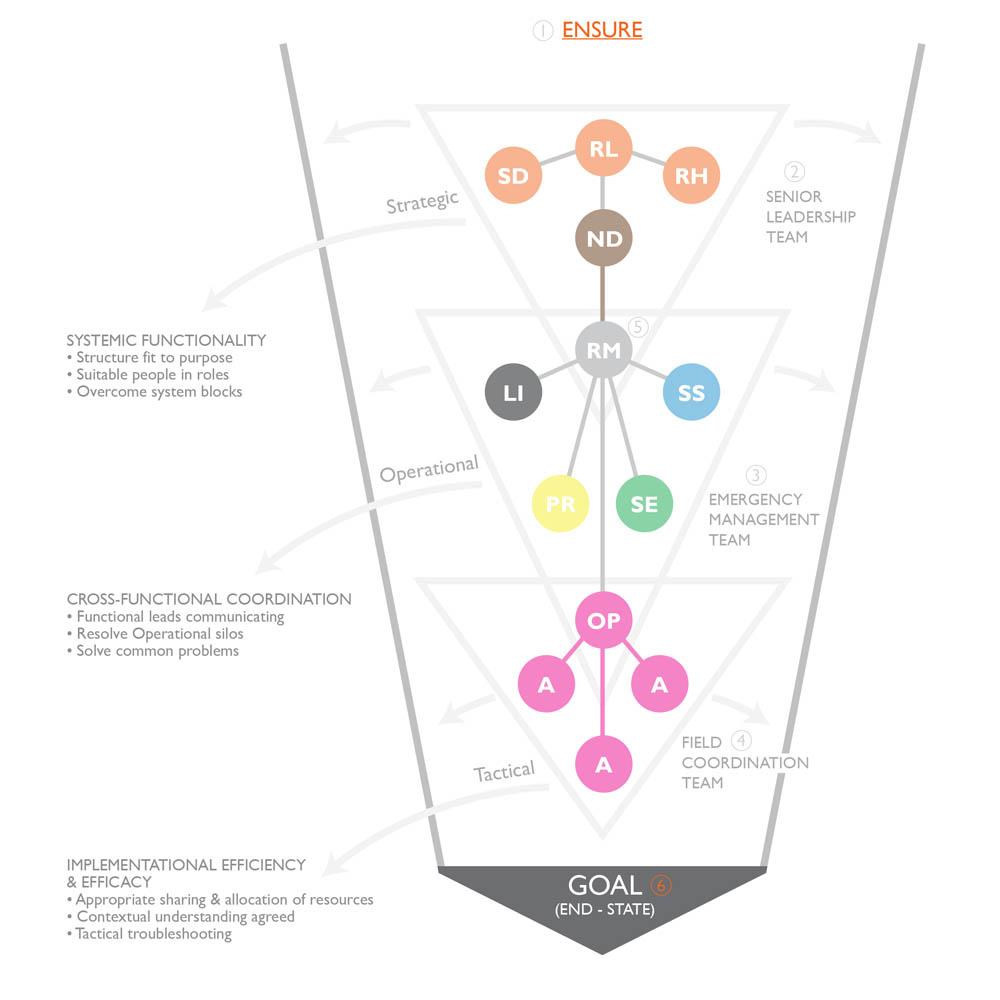 ① ENSURE
RL
SD
RH
②
SENIOR
LEADERSHIP
TEAM
Strategic
ND
SYSTEMIC FUNCTIONALITY
• Structure fit to purpose
• Suitable people in roles
• Overcome system blocks
⑤
RM
LI
SS
Operational
③
EMERGENCY
MANAGEMENT
TEAM
PR
SE
CROSS-FUNCTIONAL COORDINATION
• Functional leads communicating
• Resolve Operational silos
• Solve common problems
OP
A
A
FIELD ④
COORDINATION
TEAM
Tactical
A
IMPLEMENTATIONAL EFFICIENCY
& EFFICACY
• Appropriate sharing & allocation of resources
• Contextual understanding agreed
• Tactical troubleshooting
GOAL ⑥
(END - STATE)